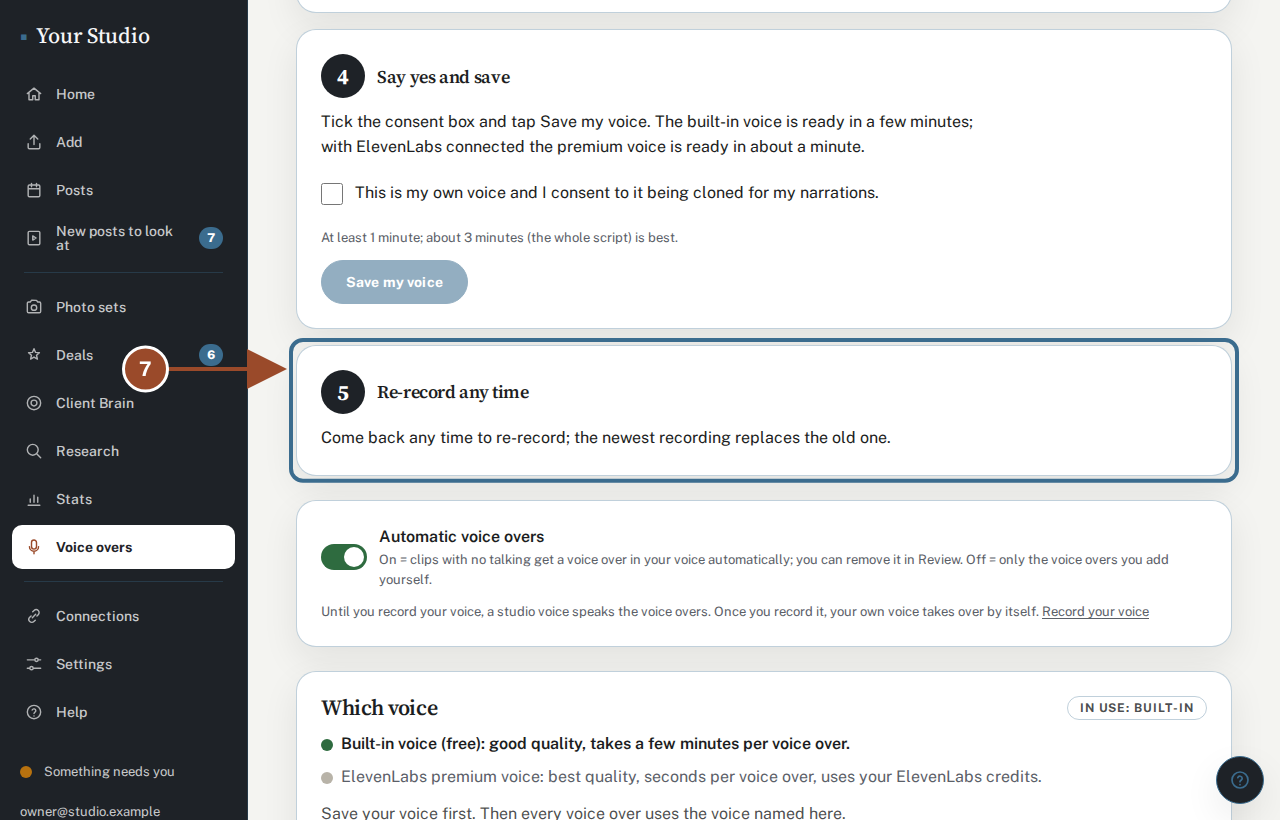 Your Studio
Home
Add
Posts
New posts to look
at
7
Photo sets
Deals
6
7
Client Brain
Research
Stats
Voice overs
Connections
Settings
Help
Something needs you
owner@studio.example
4
Say yes and save
Tick the consent box and tap Save my voice. The built-in voice is ready in a few minutes;
with ElevenLabs connected the premium voice is ready in about a minute.
This is my own voice and I consent to it being cloned for my narrations.
At least 1 minute; about 3 minutes (the whole script) is best.
Save my voice
5
Re-record any time
Come back any time to re-record; the newest recording replaces the old one.
Automatic voice overs
On = clips with no talking get a voice over in your voice automatically; you can remove it in Review. Off = only the voice overs you add
yourself.
Until you record your voice, a studio voice speaks the voice overs. Once you record it, your own voice takes over by itself. Record your voice
Which voice
IN USE: BUILT-IN
Built-in voice (free): good quality, takes a few minutes per voice over.
ElevenLabs premium voice: best quality, seconds per voice over, uses your ElevenLabs credits.
Save your voice first. Then every voice over uses the voice named here.